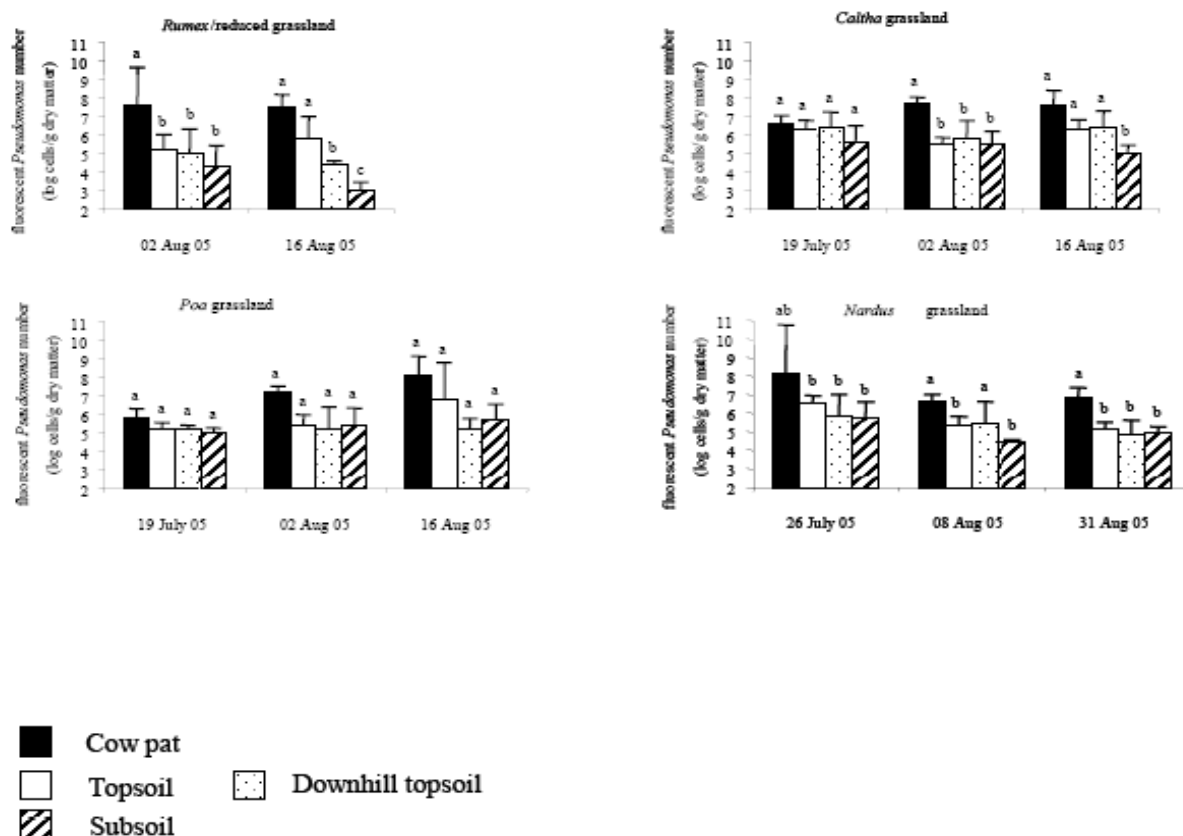 Rumex/reduced grassland
fluorescent Pseudomonas number
(log cells/g dry matter)
11
10
9
8
7
6
5
4
3
2
a
b
b
b
a
a
b
c
02 Aug 05
16 Aug 05
Caltha grassland
fluorescent Pseudomonas number
(log cells/g dry matter)
11
10
9
8
7
6
5
4
3
2
a
a
a
a
a
b
b
b
a
a
a
b
19 July 05
02 Aug 05
16 Aug 05
Poa grassland
fluorescent Pseudomonas number
(log cells/g dry matter)
11
10
9
8
7
6
5
4
3
2
a
a
a
a
a
a
a
a
a
a
a
a
19 July 05
02 Aug 05
16 Aug 05
Nardus grassland
fluorescent Pseudomonas number
(log cells/g dry matter)
11
10
9
8
7
6
5
4
3
2
ab
b
b
b
a
b
a
b
a
b
b
b
26 July 05
08 Aug 05
31 Aug 05
Cow pat
Topsoil
Downhill topsoil
Subsoil